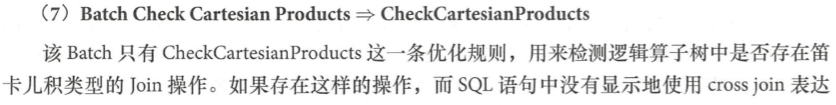 （7）Batch Check Cartesian Products ⇒ CheckCartesianProducts
该 Batch 只有 CheckCartesianProducts 这一条优化规则，用来检测逻辑算子树中是否存在笛
卡儿积类型的 Join 操作。如果存在这样的操作，而 SQL 语句中没有显示地使用 cross join 表达